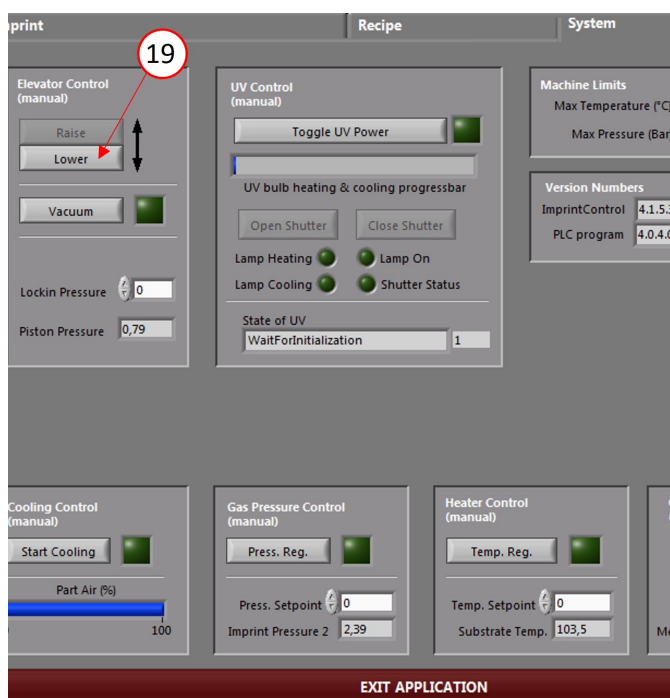 mprint
Recipe
System
19
Elevator Control
(manual)
Raise
Lower
Vacuum
Lockin Pressure 0
Piston Pressure 0,79
UV Control
(manual)
Toggle UV Power
UV bulb heating & cooling progressbar
Open Shutter
Close Shutter
Lamp Heating
Lamp On
Lamp Cooling
Shutter Status
State of UV
WaitForInitialization 1
Machine Limits
Max Temperature (°C)
Max Pressure (Bar
Version Numbers
ImprintControl 4.1.5.3
PLC program 4.0.4.0
Cooling Control
(manual)
Start Cooling
Part Air (%)
100
Gas Pressure Control
(manual)
Press. Reg.
Press. Setpoint 0
Imprint Pressure 2 2,39
Heater Control
(manual)
Temp. Reg.
Temp. Setpoint 0
Substrate Temp. 103,5
EXIT APPLICATION